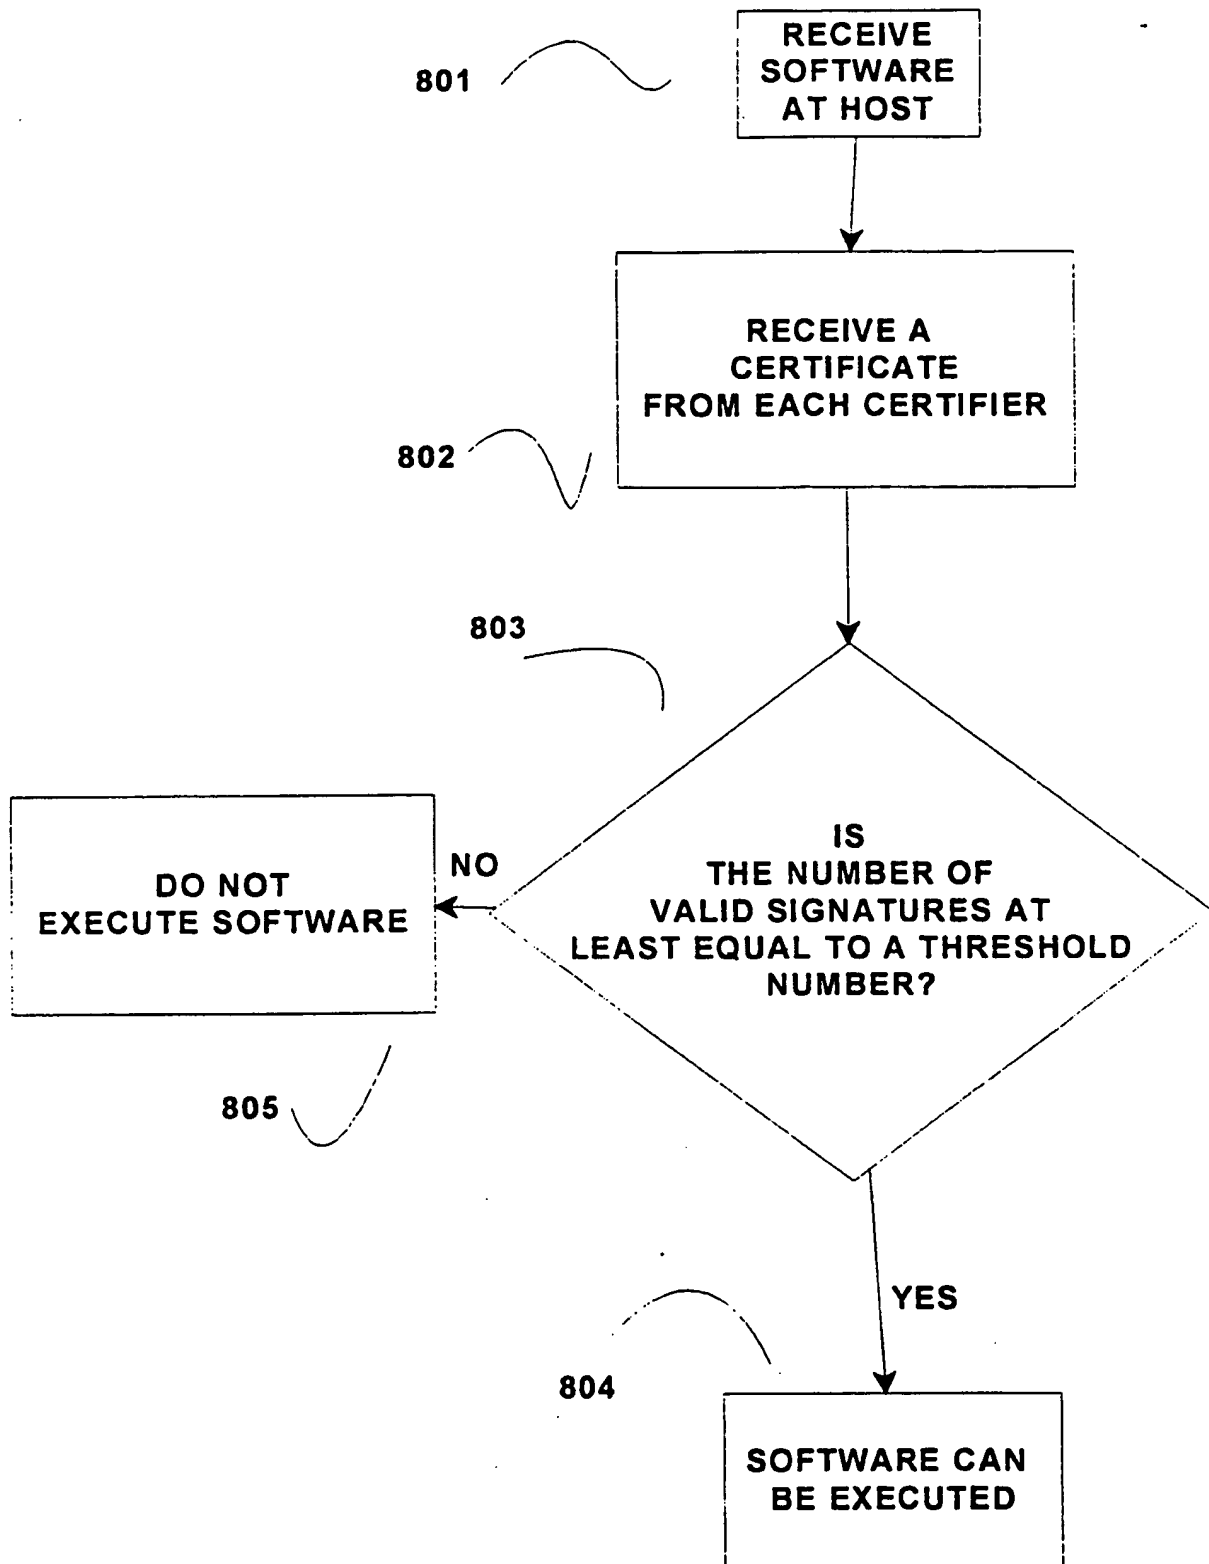 801
RECEIVE
SOFTWARE
AT HOST
RECEIVE A
CERTIFICATE
FROM EACH CERTIFIER
802
803
IS
THE NUMBER OF
VALID SIGNATURES AT
LEAST EQUAL TO A THRESHOLD
NUMBER?
NO
DO NOT
EXECUTE SOFTWARE
805
YES
804
SOFTWARE CAN
BE EXECUTED